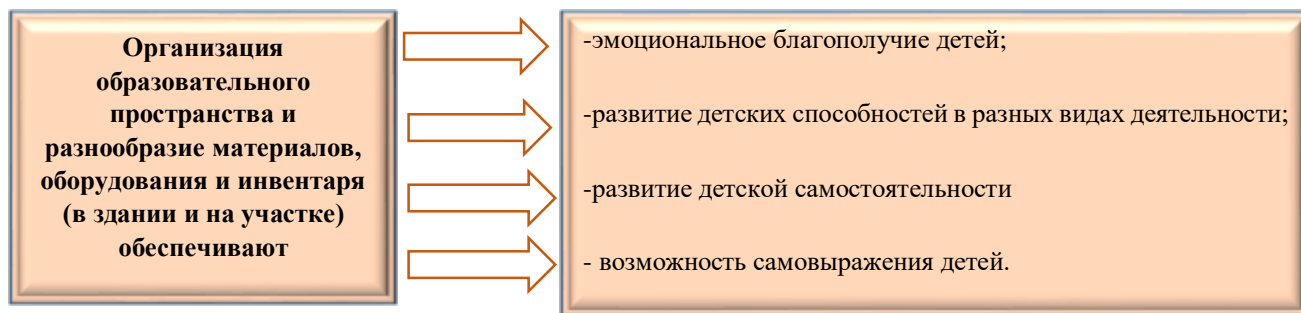 Организация
образовательного
пространства и
разнообразие материалов,
оборудования и инвентаря
(в здании и на участке)
обеспечивают
-эмоциональное благополучие детей;
-развитие детских способностей в разных видах деятельности;
-развитие детской самостоятельности
- возможность самовыражения детей.